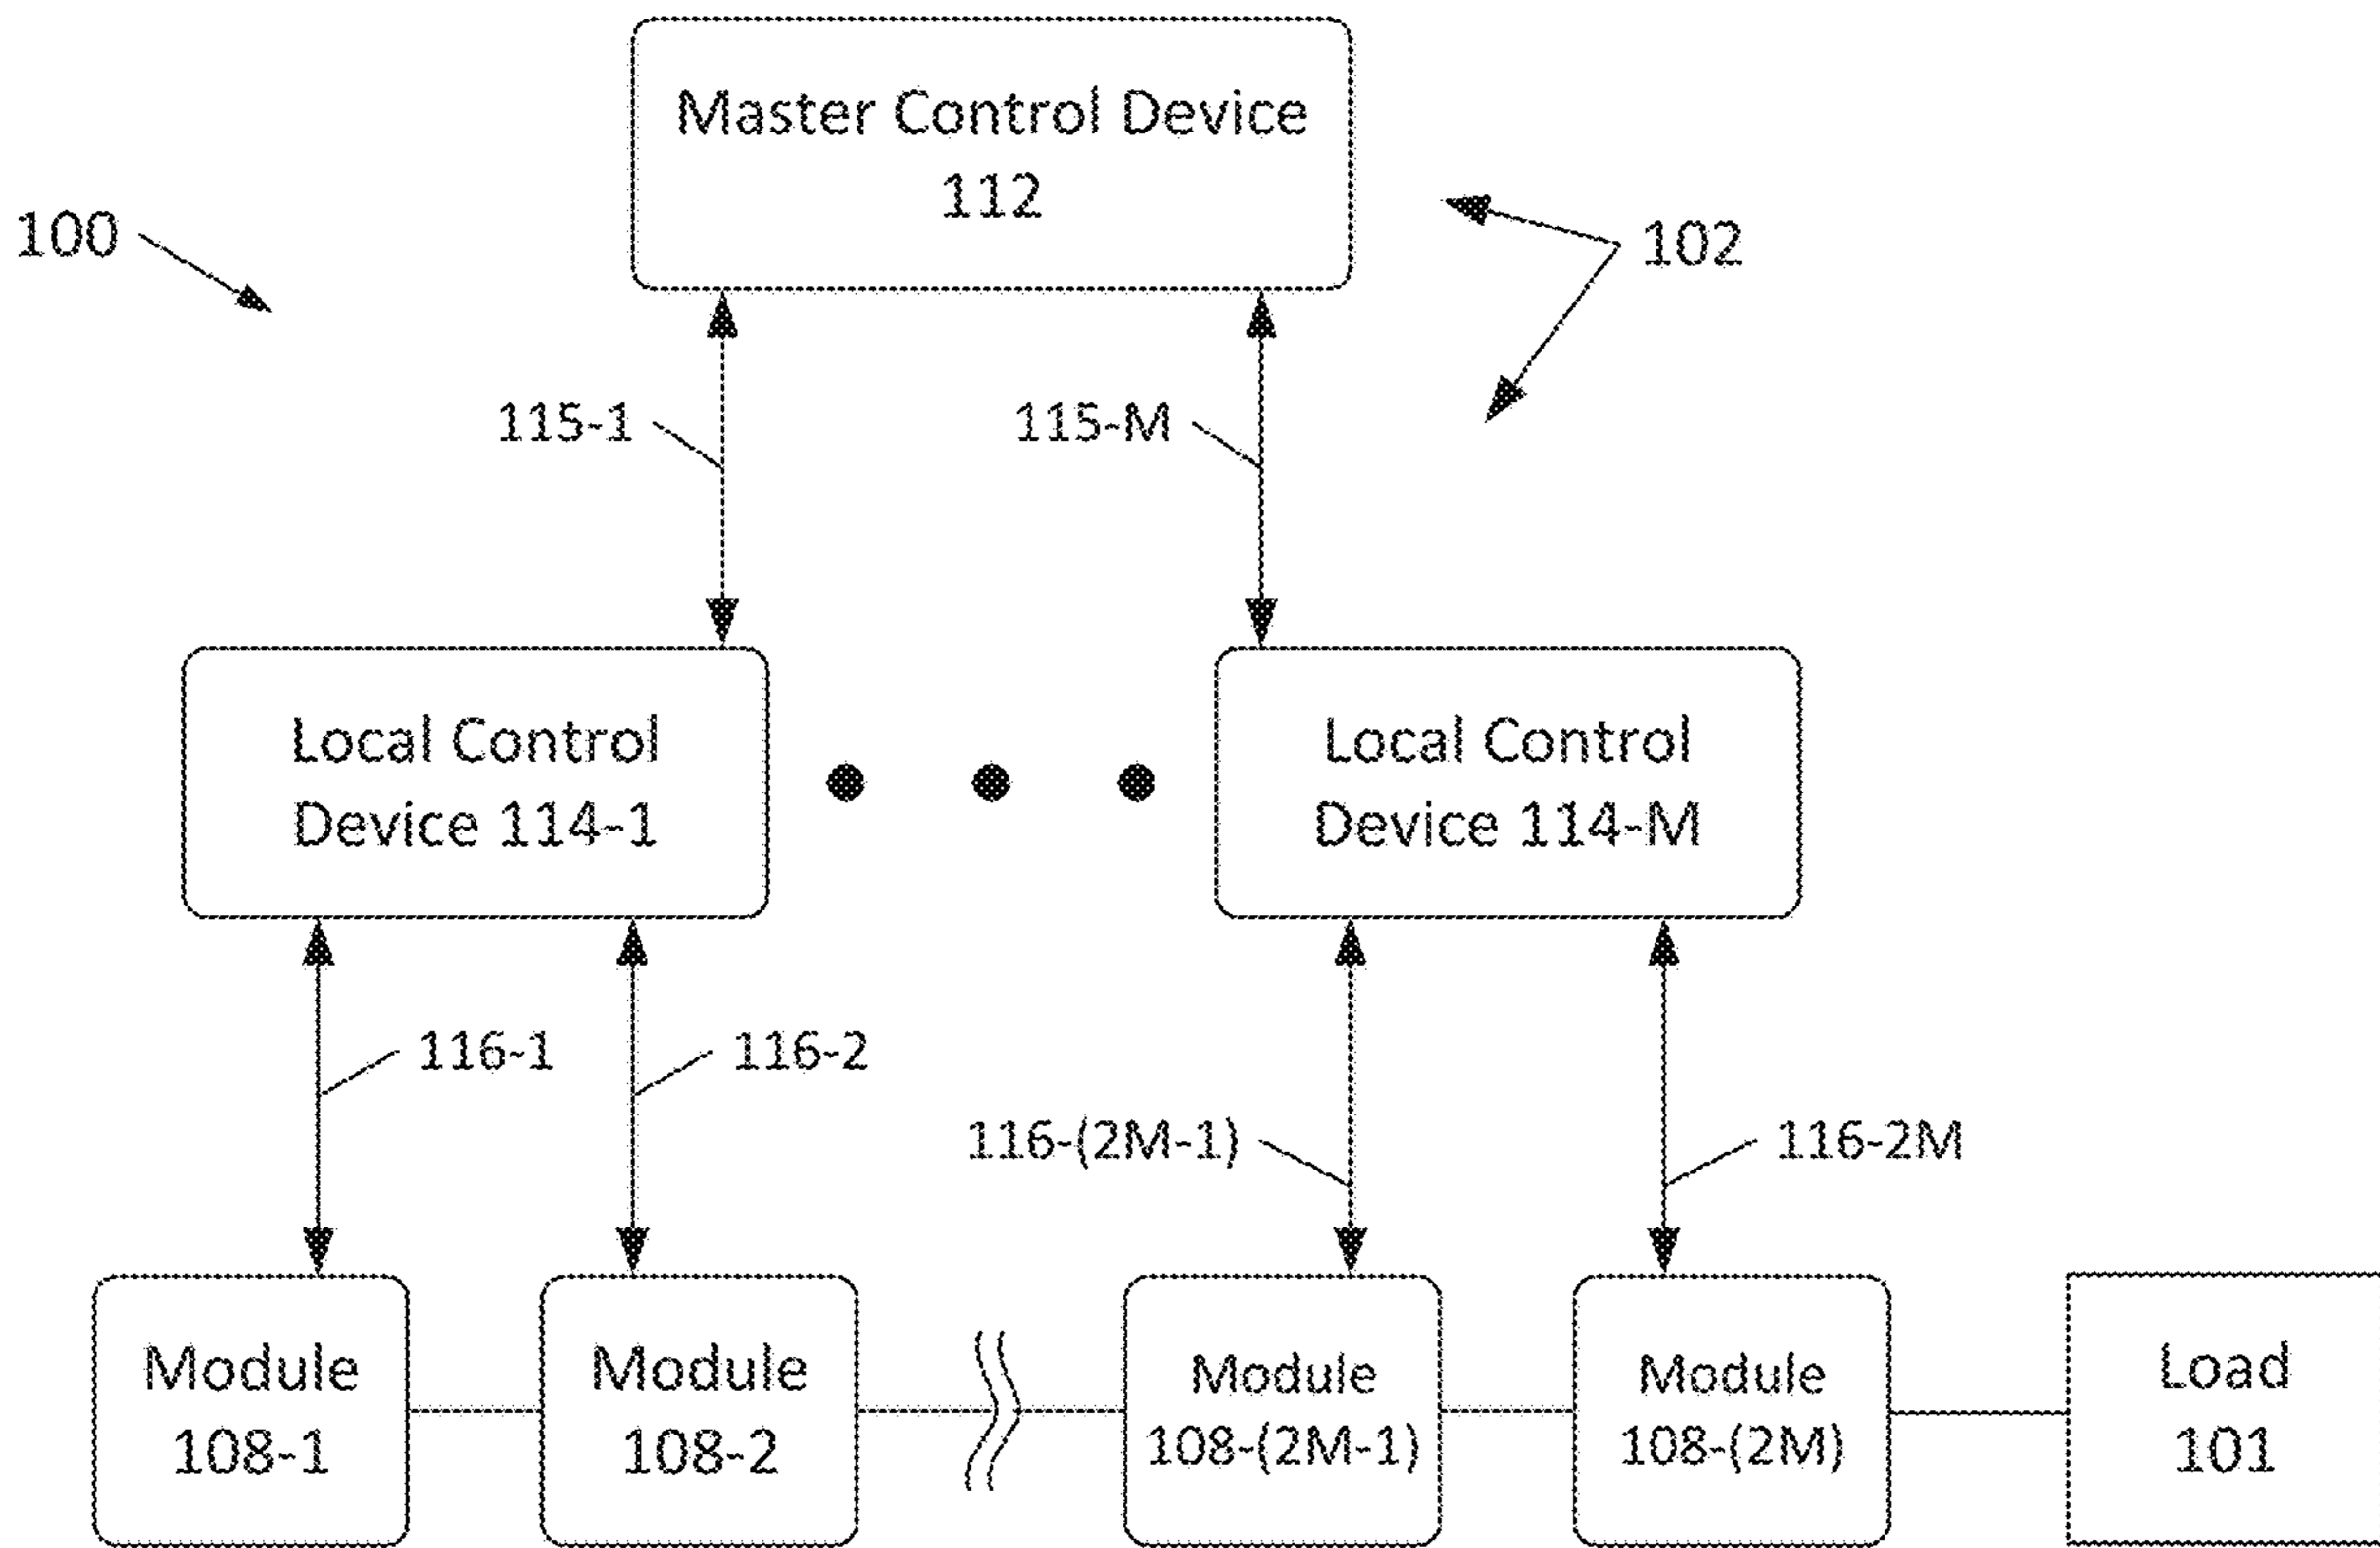 Master Control Device
112
100
102
115-1
115-M
Local Control
Device 114-1
Local Control
Device 114-M
116-1
116-2
116-(2M-1)
116-2M
Module
108-1
Module
108-2
Module
108-(2M-1)
Module
108-(2M)
Load
101